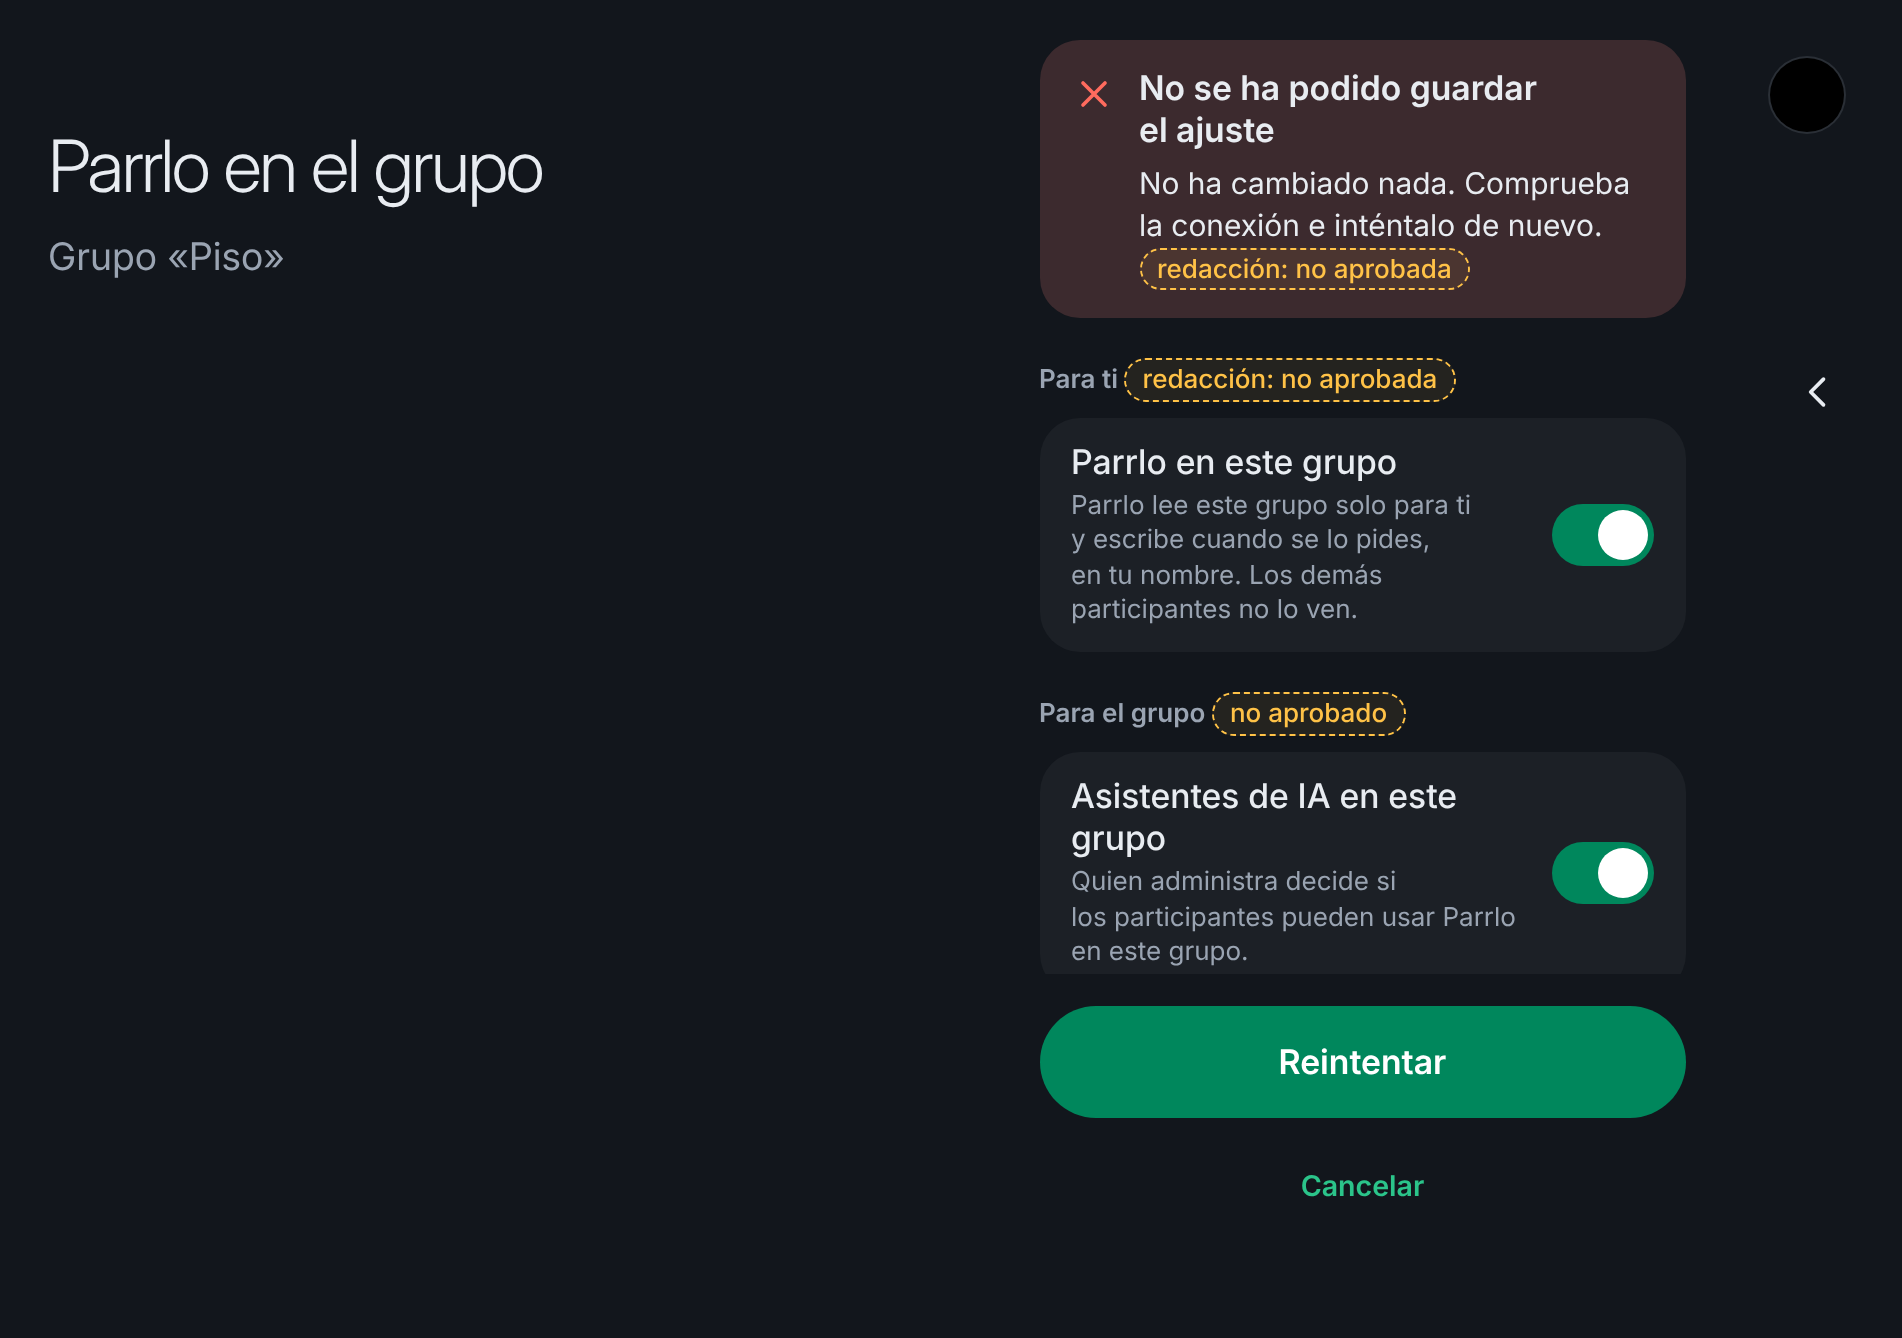 Parrlo en el grupo
Grupo «Piso»
No se ha podido guardar
el ajuste
No ha cambiado nada. Comprueba
la conexión e inténtalo de nuevo.
redacción: no aprobada
Para ti redacción: no aprobada
Parrlo en este grupo
Parrlo lee este grupo solo para ti
y escribe cuando se lo pides,
en tu nombre. Los demás
participantes no lo ven.
Para el grupo no aprobado
Asistentes de IA en este
grupo
Quien administra decide si
los participantes pueden usar Parrlo
en este grupo.
Reintentar
Cancelar